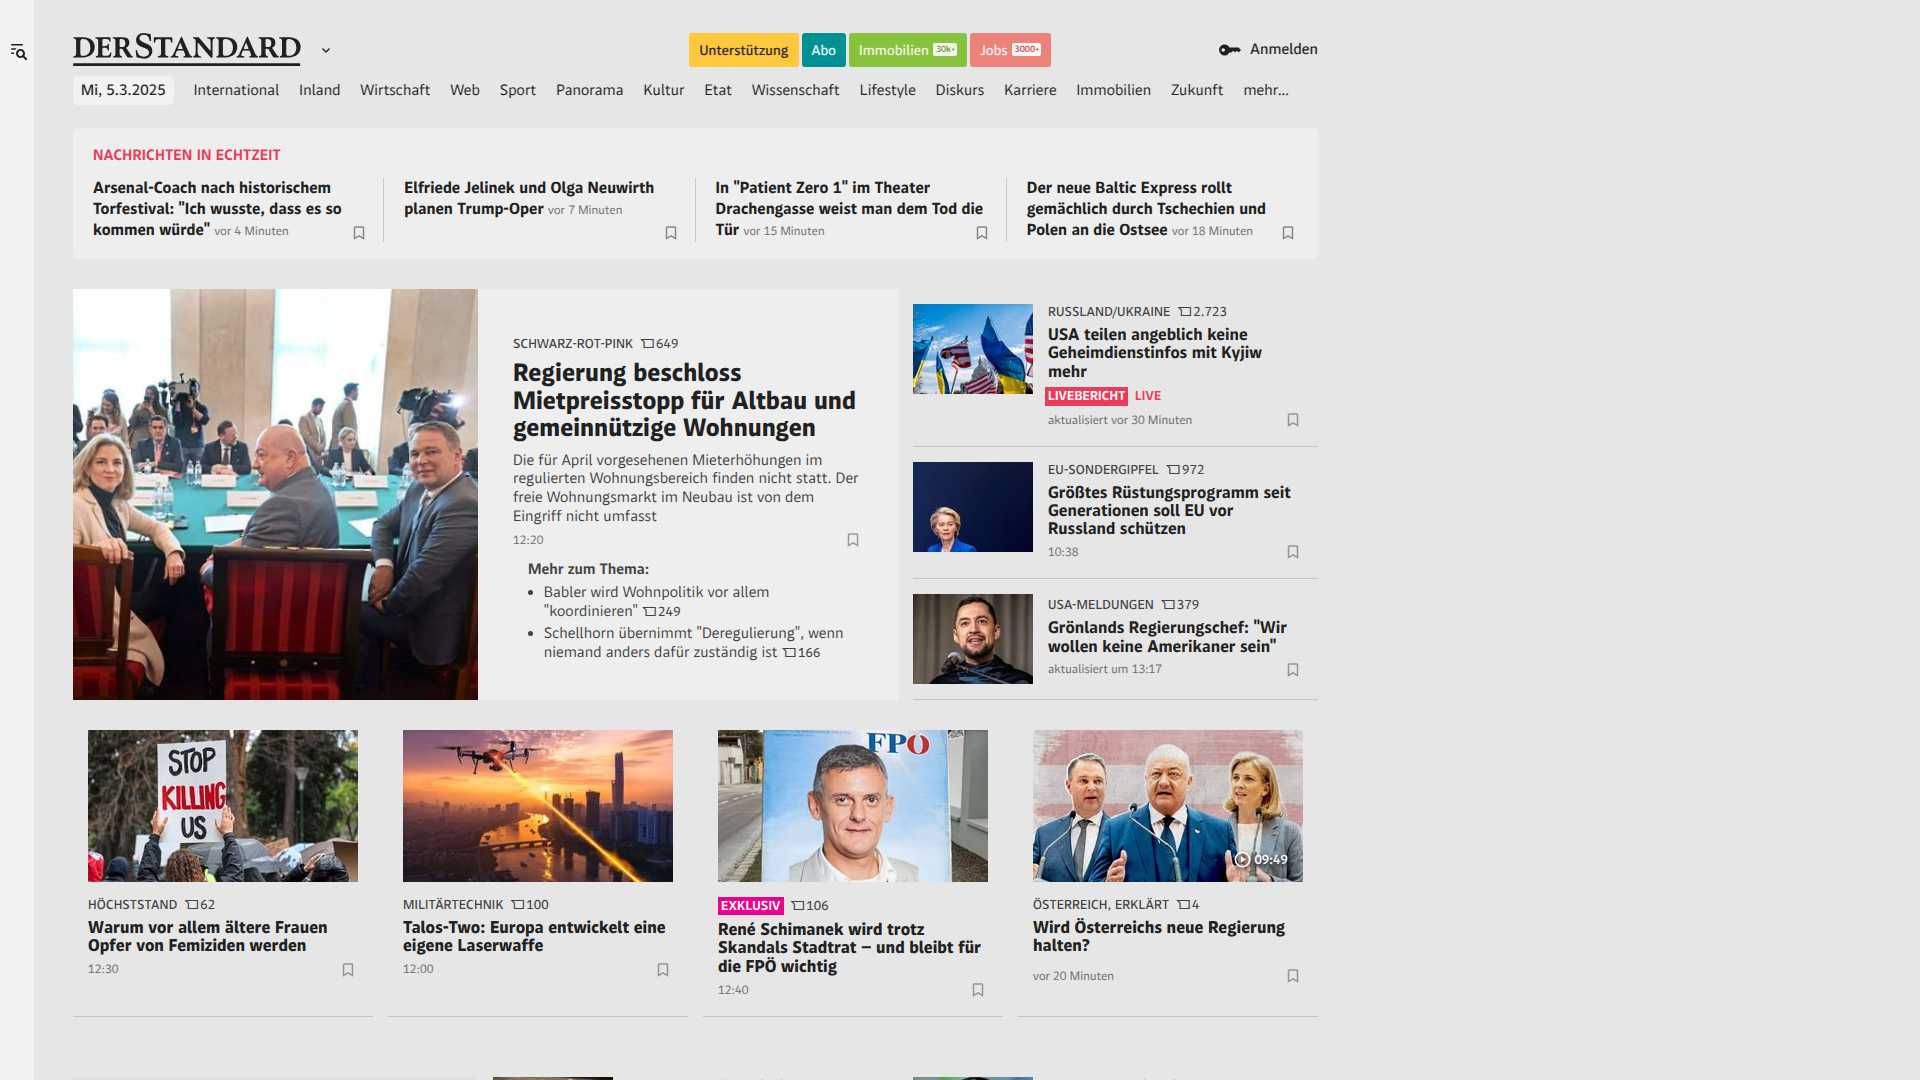 DERSTANDARD
Unterstützung
Abo
Immobilien 30k+
Jobs 3000+
Anmelden
Mi, 5.3.2025
International
Inland
Wirtschaft
Web
Sport
Panorama
Kultur
Etat
Wissenschaft
Lifestyle
Diskurs
Karriere
Immobilien
Zukunft
mehr...
NACHRICHTEN IN ECHTZEIT
Arsenal-Coach nach historischem
Torfestival: "Ich wusste, dass es so
kommen würde" vor 4 Minuten
Elfriede Jelinek und Olga Neuwirth
planen Trump-Oper vor 7 Minuten
In "Patient Zero 1" im Theater
Drachengasse weist man dem Tod die
Tür vor 15 Minuten
Der neue Baltic Express rollt
gemächlich durch Tschechien und
Polen an die Ostsee vor 18 Minuten
SCHWARZ-ROT-PINK 649
Regierung beschloss
Mietpreisstopp für Altbau und
gemeinnützige Wohnungen
Die für April vorgesehenen Mieterhöhungen im
regulierten Wohnungsbereich finden nicht statt. Der
freie Wohnungsmarkt im Neubau ist von dem
Eingriff nicht umfasst
12:20
Mehr zum Thema:
Babler wird Wohnpolitik vor allem
"koordinieren" 249
Schellhorn übernimmt "Deregulierung", wenn
niemand anders dafür zuständig ist 166
RUSSLAND/UKRAINE 2.723
USA teilen angeblich keine
Geheimdienstinfos mit Kyjiw
mehr
LIVEBERICHT LIVE
aktualisiert vor 30 Minuten
EU-SONDERGIPFEL 972
Größtes Rüstungsprogramm seit
Generationen soll EU vor
Russland schützen
10:38
USA-MELDUNGEN 379
Grönlands Regierungschef: "Wir
wollen keine Amerikaner sein"
aktualisiert um 13:17
STOP
KILLING
US
HÖCHSTSTAND 62
Warum vor allem ältere Frauen
Opfer von Femiziden werden
12:30
MILITÄRTECHNIK 100
Talos-Two: Europa entwickelt eine
eigene Laserwaffe
12:00
FPÖ
EXKLUSIV 106
René Schimanek wird trotz
Skandals Stadtrat – und bleibt für
die FPÖ wichtig
12:40
09:49
ÖSTERREICH, ERKLÄRT 4
Wird Österreichs neue Regierung
halten?
vor 20 Minuten